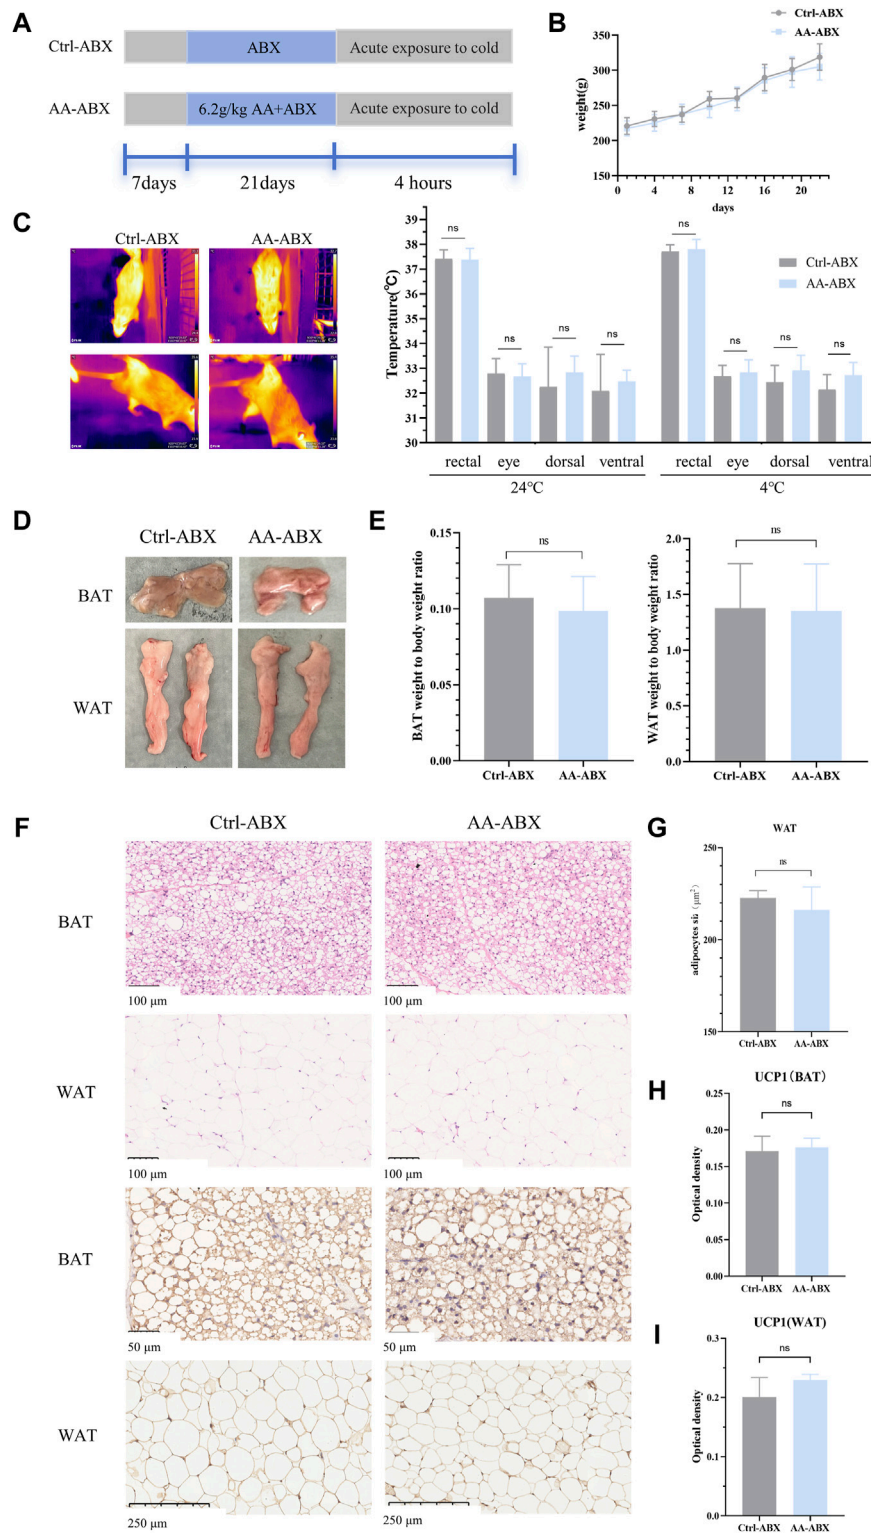 A
Ctrl-ABX
ABX
Acute exposure to cold
AA-ABX
6.2g/kg AA+ABX
Acute exposure to cold
7days
21days
4 hours
B
Ctrl-ABX
AA-ABX
weight(g)
350
300
250
200
150
0
4
8
12
16
20
days
C
Ctrl-ABX
AA-ABX
Temperature(℃)
39
38
37
36
35
34
33
32
31
30
ns
ns
ns
ns
ns
ns
ns
ns
Ctrl-ABX
AA-ABX
rectal
eye
dorsal
ventral
rectal
eye
dorsal
ventral
24℃
4℃
D
Ctrl-ABX
AA-ABX
BAT
WAT
E
BAT weight to body weight ratio
0.15
0.10
0.05
0.00
ns
Ctrl-ABX
AA-ABX
WAT weight to body weight ratio
2.0
1.5
1.0
0.5
0.0
ns
Ctrl-ABX
AA-ABX
F
Ctrl-ABX
AA-ABX
BAT
100 μm
100 μm
WAT
100 μm
100 μm
BAT
50 μm
50 μm
WAT
250 μm
250 μm
G
WAT
adipocytes si（μm²）
250
200
150
ns
Ctrl-ABX
AA-ABX
H
UCP1（BAT）
Optical density
0.25
0.20
0.15
0.10
0.05
0.00
ns
Ctrl-ABX
AA-ABX
I
UCP1(WAT)
Optical density
0.3
0.2
0.1
0.0
ns
Ctrl-ABX
AA-ABX